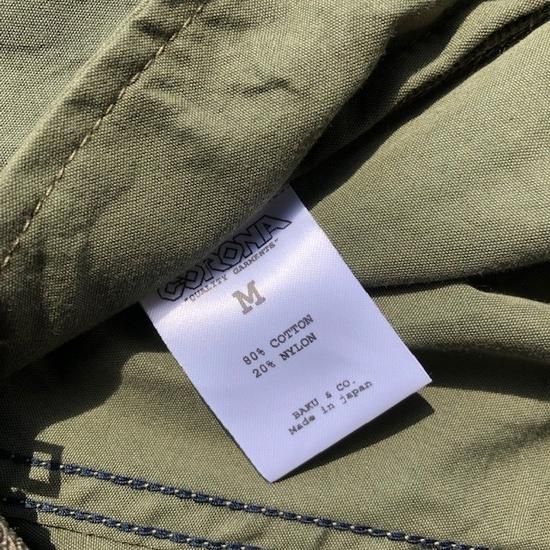 CORONA
"QUALITY GARMENTS"
M
80% COTTON
20% NYLON
BAKU & CO.
Made in japan